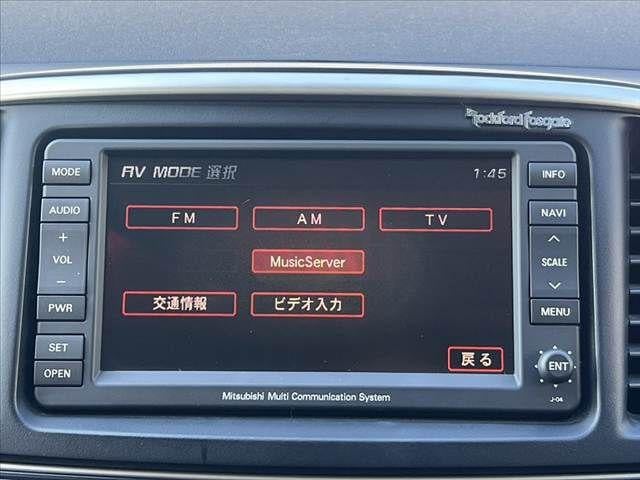 Rockford Fosgate
MODE
AUDIO
+
VOL
−
PWR
SET
OPEN
AV MODE 選択
1:45
FM
AM
TV
MusicServer
交通情報
ビデオ入力
戻る
INFO
NAVI
SCALE
MENU
ENT
J-04
Mitsubishi Multi Communication System